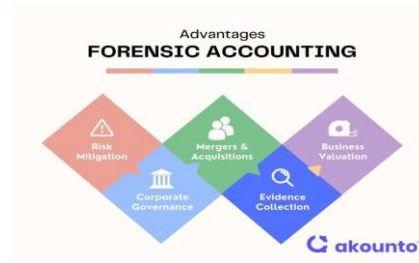 Advantages
FORENSIC ACCOUNTING
Risk
Mitigation
Corporate
Governance
Mergers &
Acquisitions
Evidence
Collection
Business
Valuation
akounto